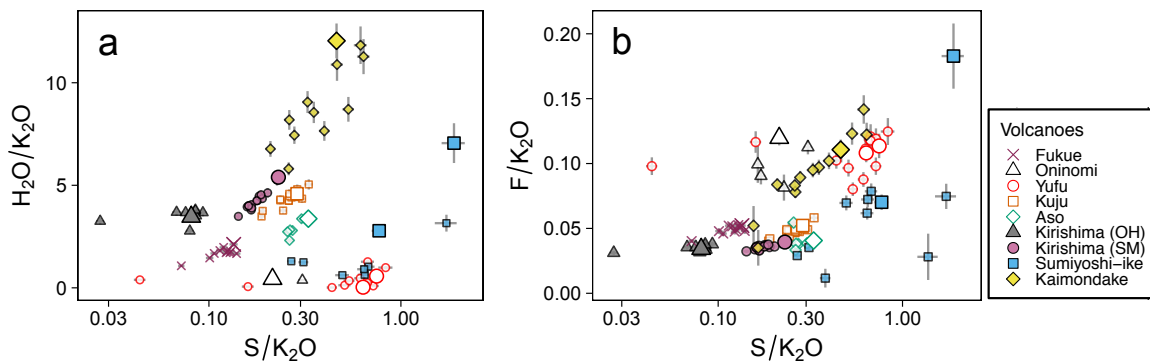 a
H₂O/K₂O
10
5
0
0.03 0.10 0.30 1.00
S/K₂O
b
F/K₂O
0.20
0.15
0.10
0.05
0.00
0.03 0.10 0.30 1.00
S/K₂O
Volcanoes
Fukue
Oninomi
Yufu
Kuju
Aso
Kirishima (OH)
Kirishima (SM)
Sumiyoshi−ike
Kaimondake